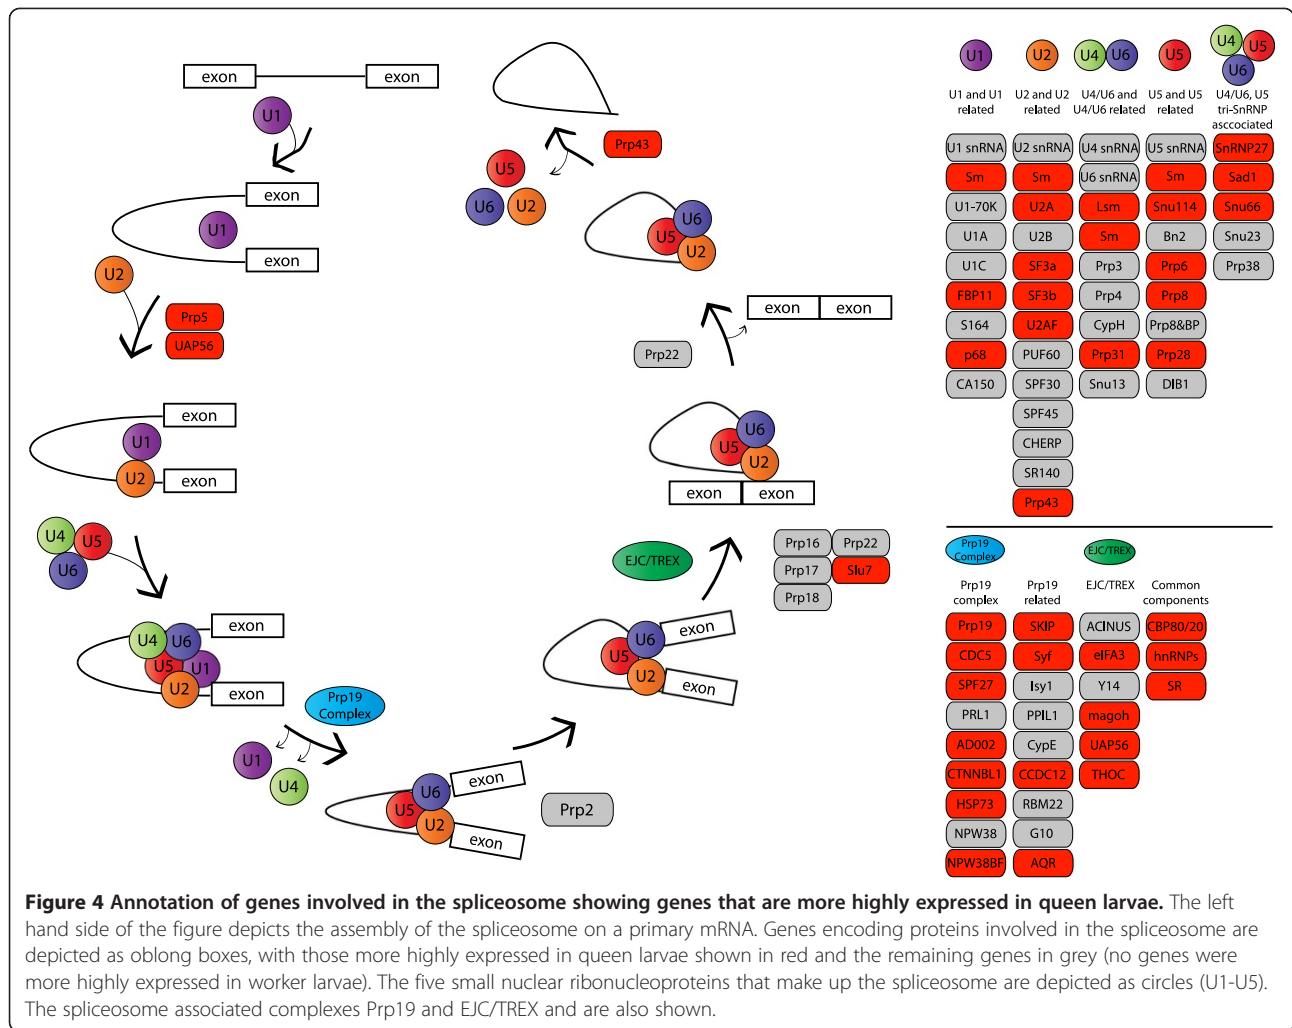 exon
exon
U1
exon
U1
exon
U2
Prp5
UAP56
exon
U1
U2
exon
U4
U5
U6
exon
U4
U6
U5
U1
U2
exon
Prp19
Complex
U1
U4
exon
U6
U5
U2
exon
Prp2
exon
U6
U5
U2
exon
EJC/TREX
Prp16
Prp22
Prp17
Slu7
Prp18
U6
U5
U2
exon
exon
Prp22
exon
exon
U6
U5
U2
Prp43
U5
U6
U2
U1
U1 and U1
related
U1 snRNA
Sm
U1-70K
U1A
U1C
FBP11
S164
p68
CA150
U2
U2 and U2
related
U2 snRNA
Sm
U2A
U2B
SF3a
SF3b
U2AF
PUF60
SPF30
SPF45
CHERP
SR140
Prp43
U4
U6
U4/U6 and
U4/U6 related
U4 snRNA
U6 snRNA
Lsm
Sm
Prp3
Prp4
CypH
Prp31
Snu13
U5
U5 and U5
related
U5 snRNA
Sm
Snu114
Bn2
Prp6
Prp8
Prp8&BP
Prp28
DIB1
U4
U5
U6
U4/U6, U5
tri-SnRNP
asccociated
SnRNP27
Sad1
Snu66
Snu23
Prp38
Prp19
Complex
Prp19
complex
Prp19
CDC5
SPF27
PRL1
AD002
CTNNBL1
HSP73
NPW38
NPW38BF
Prp19
related
SKIP
Syf
Isy1
PPIL1
CypE
CCDC12
RBM22
G10
AQR
EJC/TREX
EJC/TREX
ACINUS
eIFA3
Y14
magoh
UAP56
THOC
Common
components
CBP80/20
hnRNPs
SR
Figure 4 Annotation of genes involved in the spliceosome showing genes that are more highly expressed in queen larvae. The left
hand side of the figure depicts the assembly of the spliceosome on a primary mRNA. Genes encoding proteins involved in the spliceosome are
depicted as oblong boxes, with those more highly expressed in queen larvae shown in red and the remaining genes in grey (no genes were
more highly expressed in worker larvae). The five small nuclear ribonucleoproteins that make up the spliceosome are depicted as circles (U1-U5).
The spliceosome associated complexes Prp19 and EJC/TREX and are also shown.